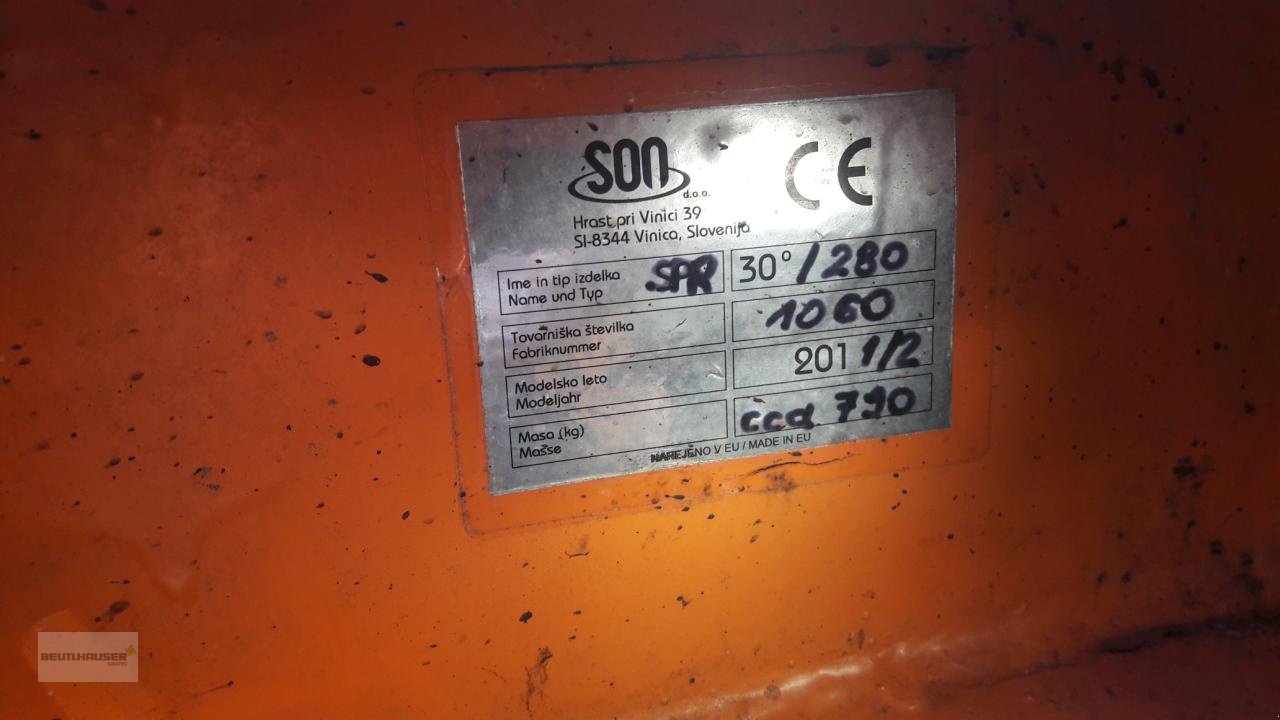 SON
d.o.o.
CE
Hrast pri Vinici 39
SI-8344 Vinica, Slovenija
Ime in tip izdelka
Name und Typ
SPR 30° /280
Tovarniška številka
Fabriknummer
1060
Modelsko leto
Modeljahr
2011/2
Masa (kg)
Masse
cca 790
NAREJENO V EU / MADE IN EU
BEUTLHAUSER
GRUPPE